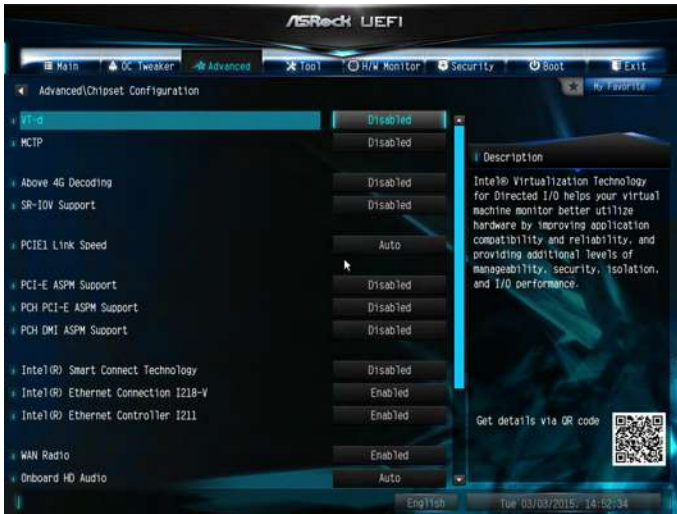 ASRock UEFI
Main
OC Tweaker
Advanced
Tool
H/W Monitor
Security
Boot
Exit
Advanced\Chipset Configuration
My Favorite
VT-d Disabled
MCTP Disabled
Above 4G Decoding Disabled
SR-IOV Support Disabled
PCIE1 Link Speed Auto
PCI-E ASPM Support Disabled
PCH PCI-E ASPM Support Disabled
PCH DMI ASPM Support Disabled
Intel(R) Smart Connect Technology Disabled
Intel(R) Ethernet Connection I218-V Enabled
Intel(R) Ethernet Controller I211 Enabled
WAN Radio Enabled
Onboard HD Audio Auto
Description
Intel® Virtualization Technology
for Directed I/O helps your virtual
machine monitor better utilize
hardware by improving application
compatibility and reliability, and
providing additional levels of
manageability, security, isolation,
and I/O performance.
Get details via QR code
English
Tue 03/03/2015, 14:52:34